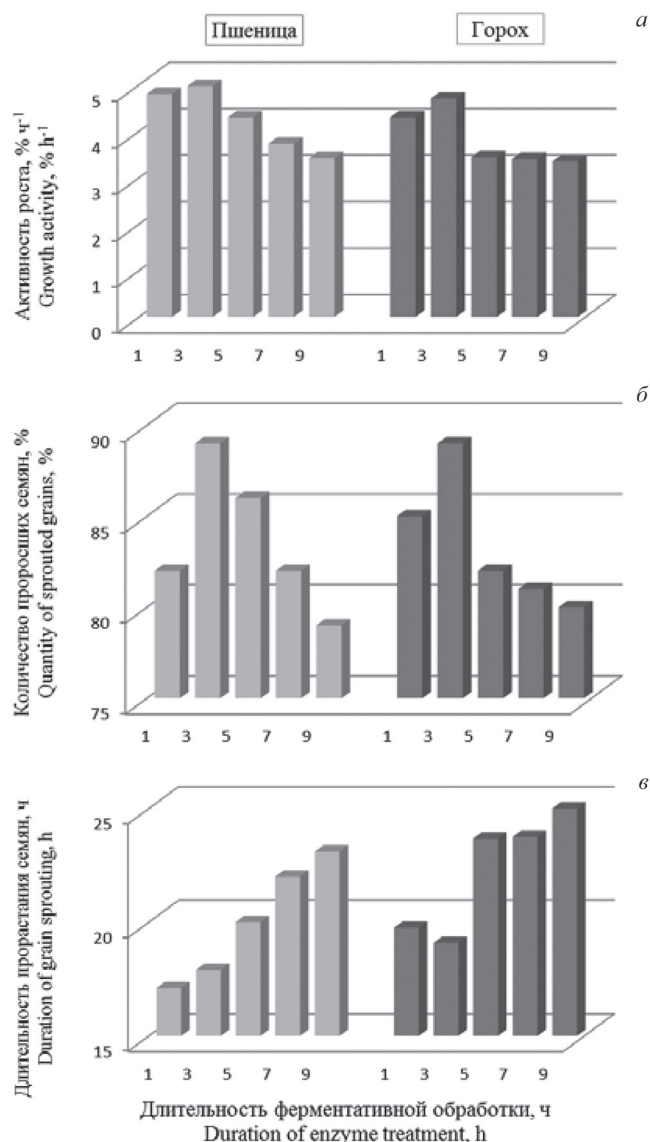 Пшеница Горох а
Активность роста, % ч⁻¹
Growth activity, % h⁻¹
5
4
3
2
1
0
1 3 5 7 9 1 3 5 7 9
б
Количество проросших семян, %
Quantity of sprouted grains, %
90
85
80
75
1 3 5 7 9 1 3 5 7 9
в
Длительность прорастания семян, ч
Duration of grain sprouting, h
25
20
15
1 3 5 7 9 1 3 5 7 9
Длительность ферментативной обработки, ч
Duration of enzyme treatment, h